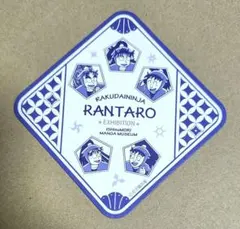 RAKUDAININJA
RANTARO
EXHIBITION
ISHINOMORI
MANGA MUSEUM